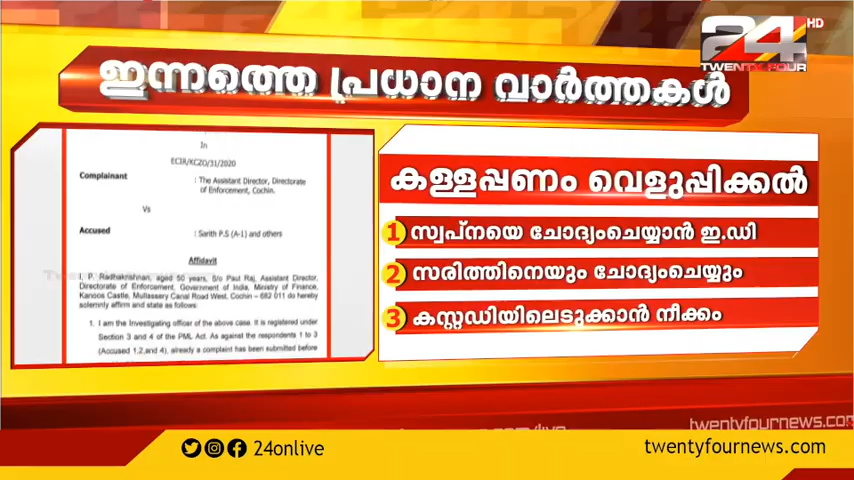 24
HD
TWENTY FOUR
ഇന്നത്തെ പ്രധാന വാർത്തകൾ
In
ECIR/KCZO/31/2020
Complainant : The Assistant Director, Directorate
of Enforcement, Cochin.
Vs
Accused : Sarith P.S (A-1) and others
Affidavit
I, P. Radhakrishnan, aged 50 years, S/o Paul Raj, Assistant Director,
Directorate of Enforcement, Government of India, Ministry of Finance,
Kanoos Castle, Mullassery Canal Road West, Cochin – 682 011 do hereby
solemnly affirm and state as follows:
1. I am the Investigating officer of the above case. It is registered under
Section 3 and 4 of the PML Act. As against the respondents 1 to 3
(Accused 1,2,and 4), already a complaint has been submitted before
കള്ളപ്പണം വെളുപ്പിക്കൽ
1 സ്വപ്നയെ ചോദ്യംചെയ്യാൻ ഇ.ഡി
2 സരിത്തിനെയും ചോദ്യംചെയ്യും
3 കസ്റ്റഡിയിലെടുക്കാൻ നീക്കം
twentyfournews.com
24onlive
twentyfournews.com